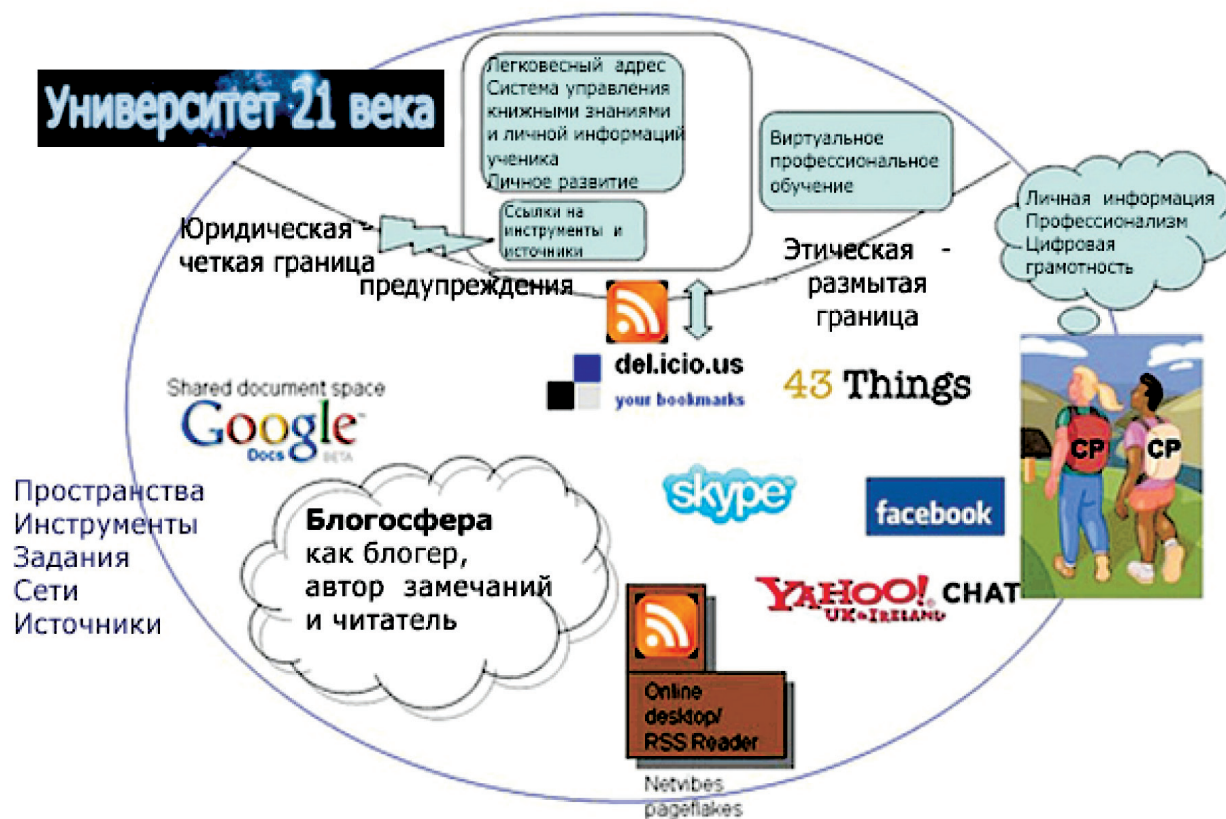 Университет 21 века
Легковесный адрес
Система управления
книжными знаниями
и личной информаций
ученика
Личное развитие
Ссылки на
инструменты и
источники
Виртуальное
профессиональное
обучение
Личная информация
Профессионализм
Цифровая
грамотность
Юридическая -
четкая граница
предупреждения
Этическая -
размытая
граница
del.icio.us
your bookmarks
43 Things
Shared document space
Google™
Docs BETA
CP CP
skype
facebook
Пространства
Инструменты
Задания
Сети
Источники
Блогосфера
как блогер,
автор замечаний
и читатель
YAHOO! CHAT
UK & IRELAND
Online
desktop/
RSS Reader
Netvibes
pageflakes